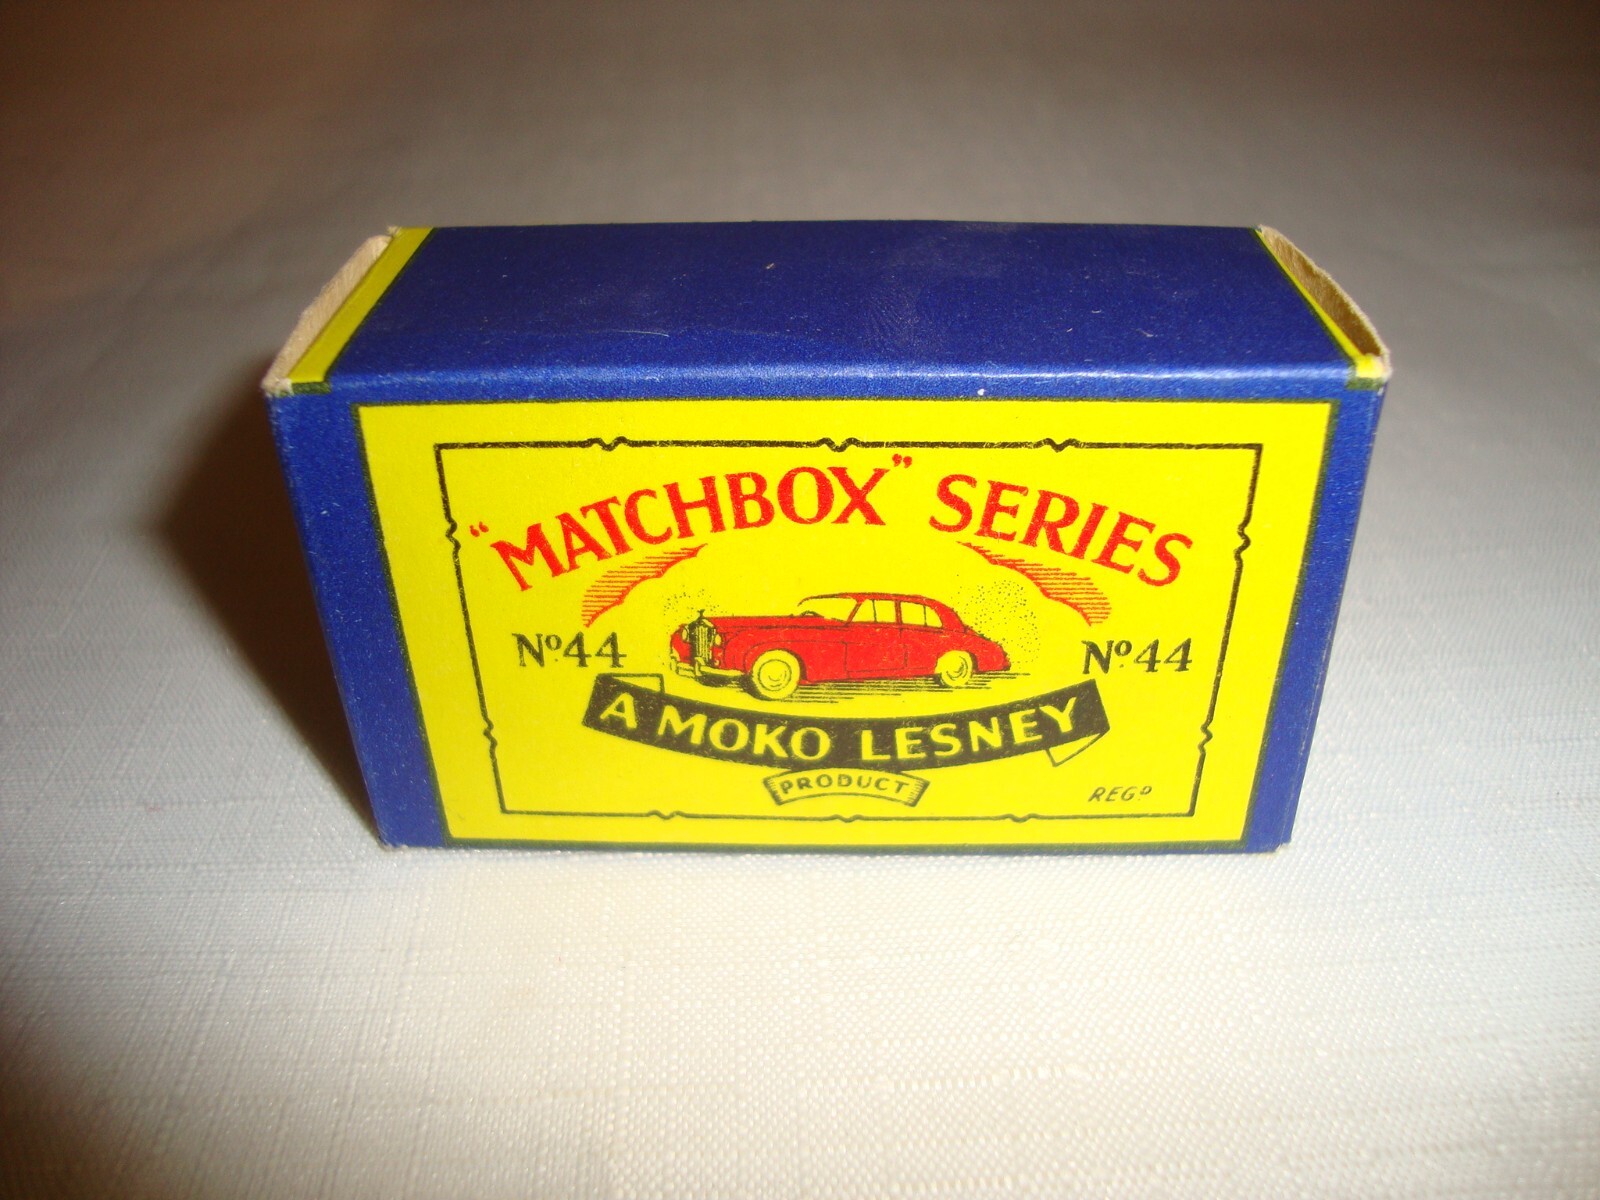 "MATCHBOX" SERIES
Nº44 Nº44
A MOKO LESNEY
PRODUCT
REGD